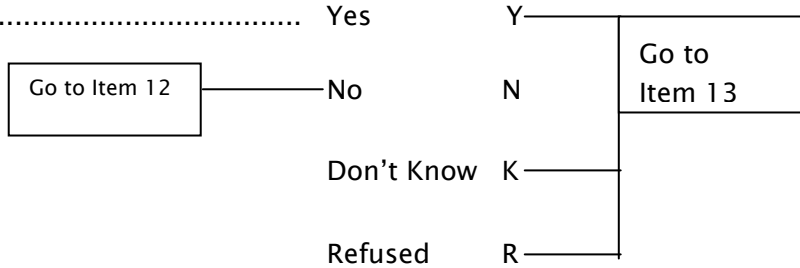 .................................... Yes Y
Go to
Item 13
Go to Item 12 No N
Don't Know K
Refused R